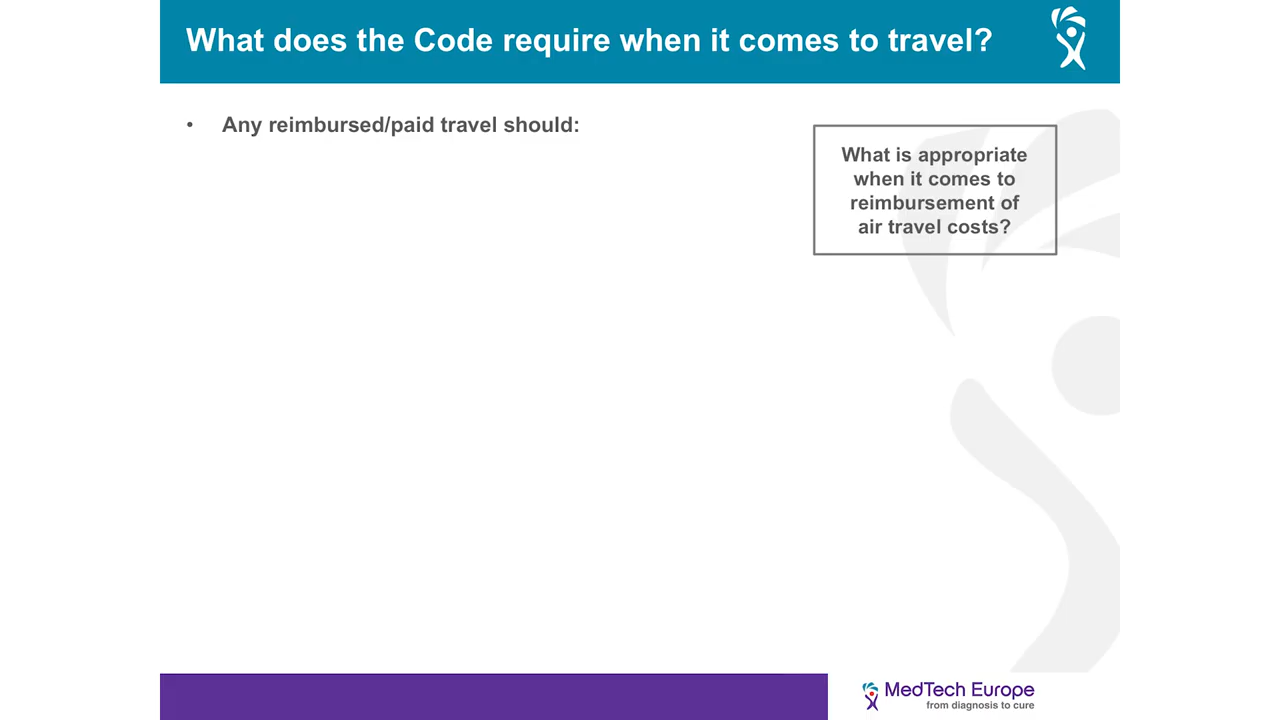 What does the Code require when it comes to travel?
• Any reimbursed/paid travel should:
What is appropriate
when it comes to
reimbursement of
air travel costs?
MedTech Europe
from diagnosis to cure